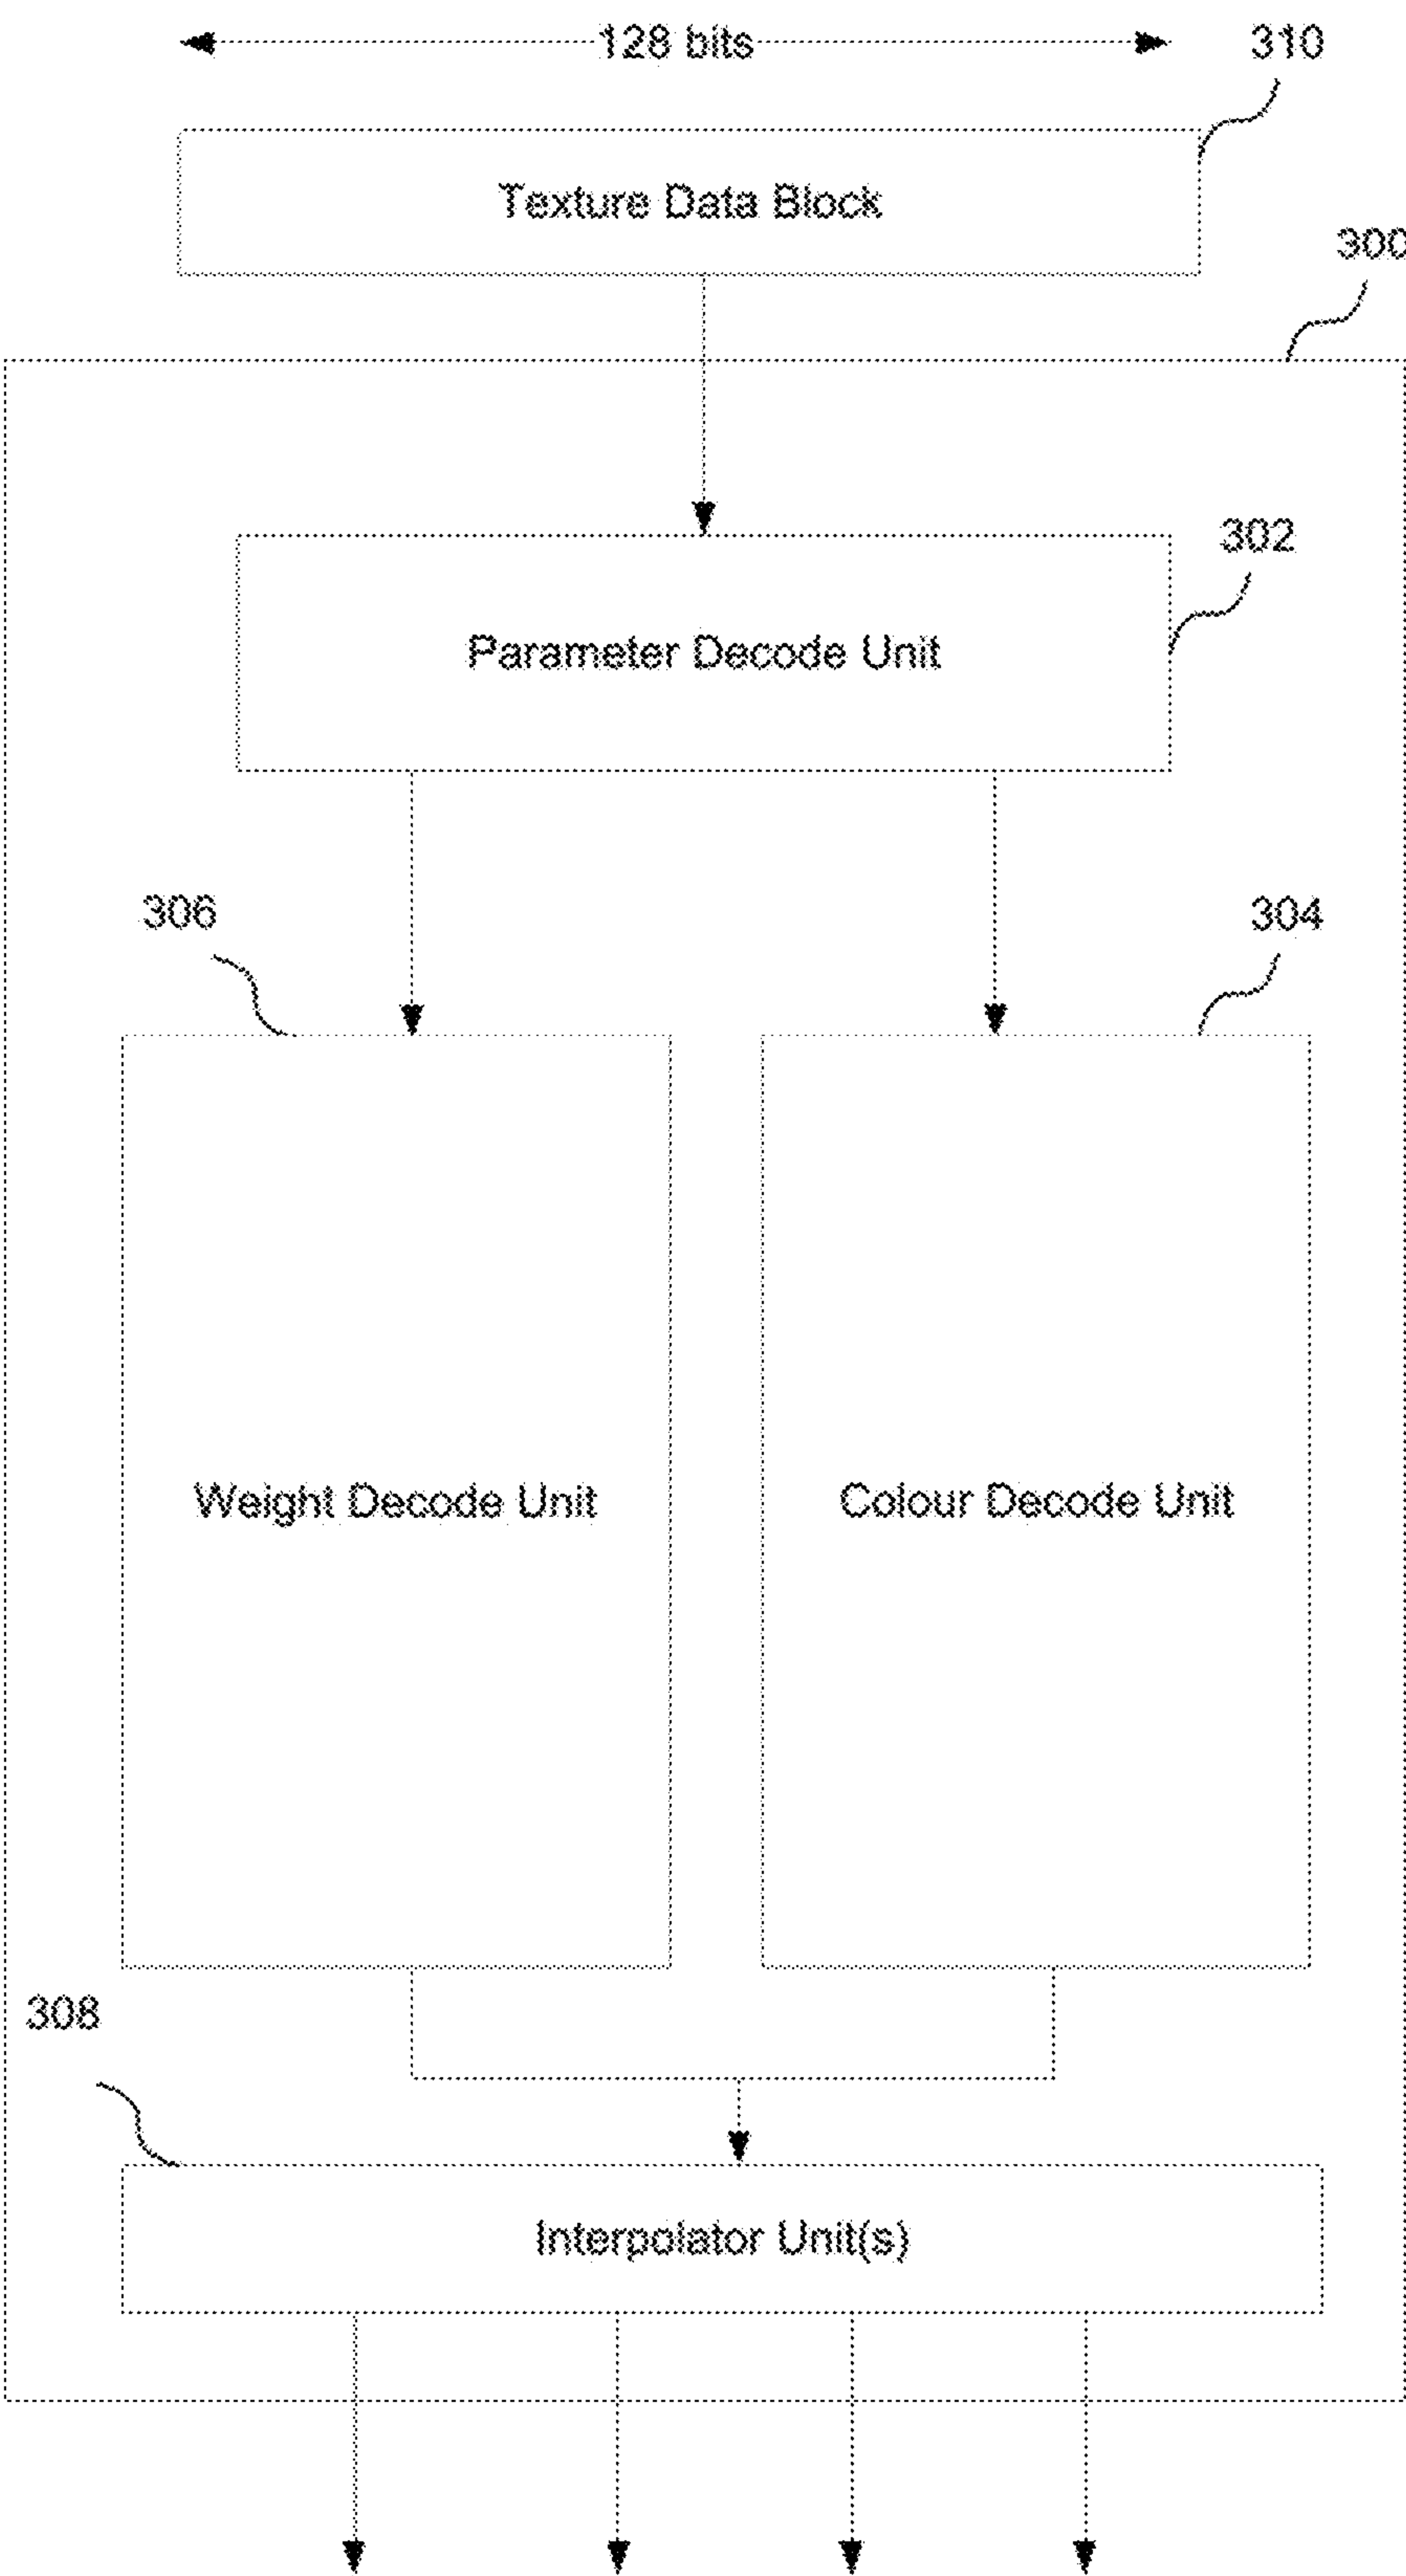 128 bits
310
Texture Data Block
300
302
Parameter Decode Unit
306
304
Weight Decode Unit
Colour Decode Unit
308
Interpolator Unit(s)